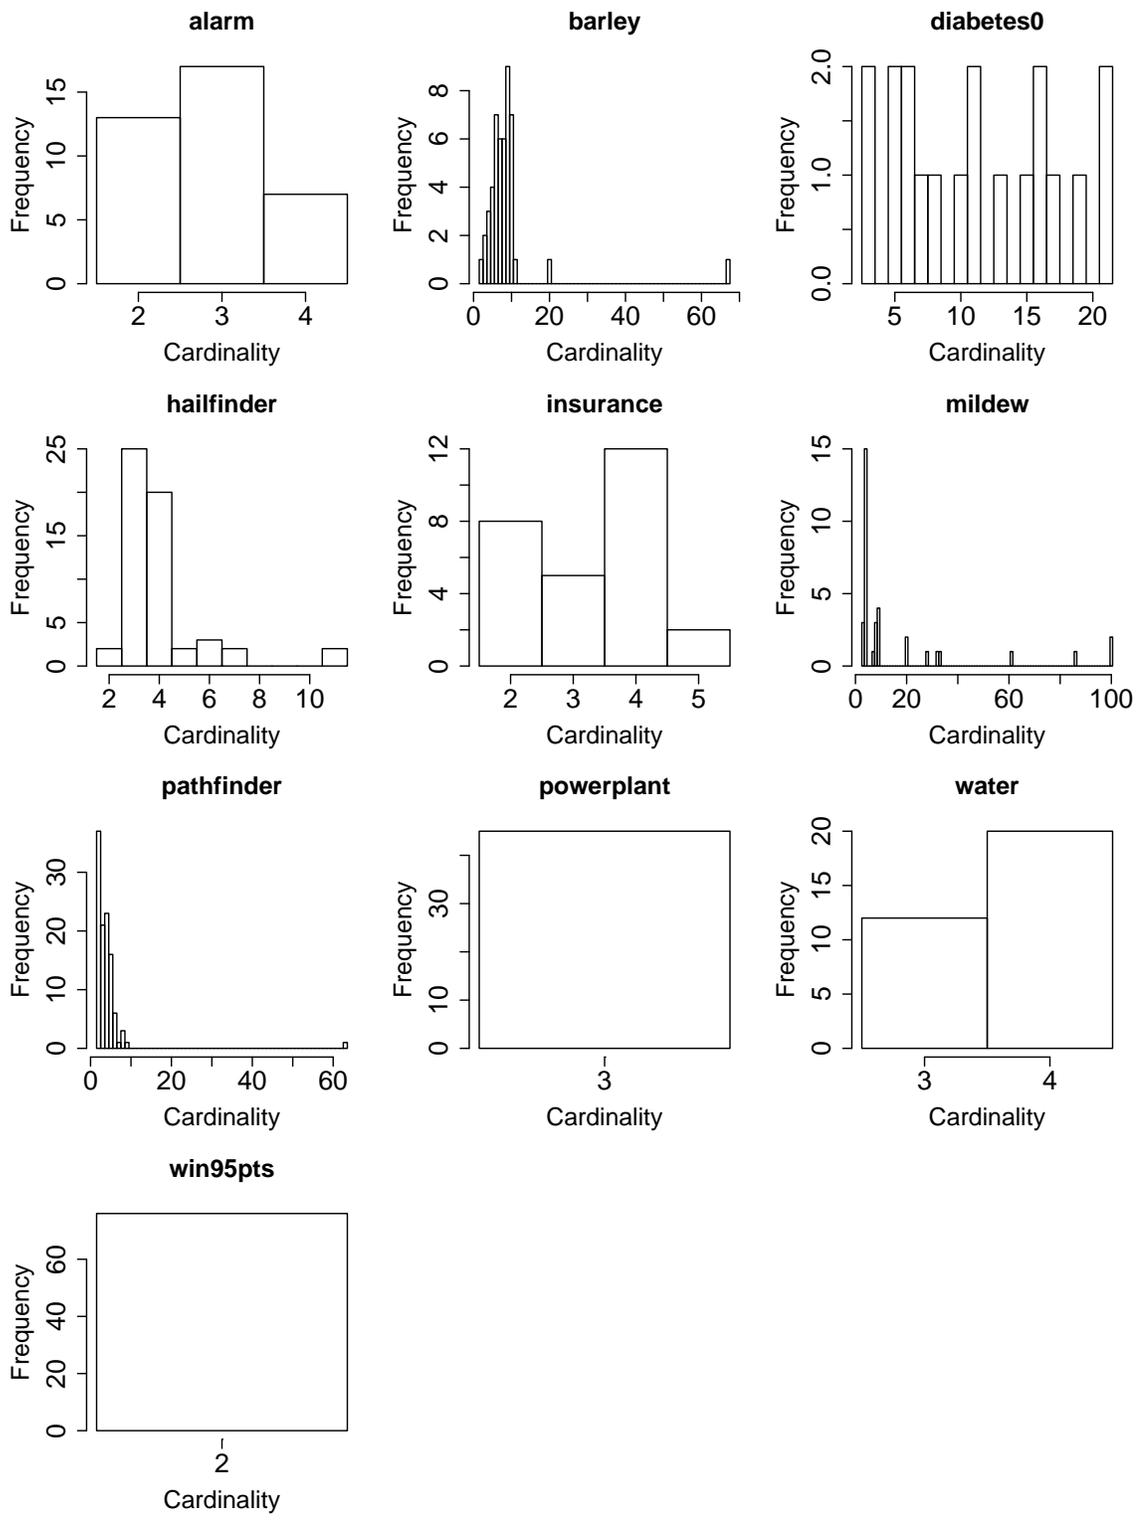 alarm
Frequency
0 5 10 15
2 3 4
Cardinality
barley
Frequency
0 2 4 6 8
0 20 40 60
Cardinality
diabetes0
Frequency
0.0 1.0 2.0
5 10 15 20
Cardinality
hailfinder
Frequency
0 5 15 25
2 4 6 8 10
Cardinality
insurance
Frequency
0 4 8 12
2 3 4 5
Cardinality
mildew
Frequency
0 5 10 15
0 20 60 100
Cardinality
pathfinder
Frequency
0 10 20 30
0 20 40 60
Cardinality
powerplant
Frequency
0 10 30
3
Cardinality
water
Frequency
0 5 10 15 20
3 4
Cardinality
win95pts
Frequency
0 20 40 60
2
Cardinality